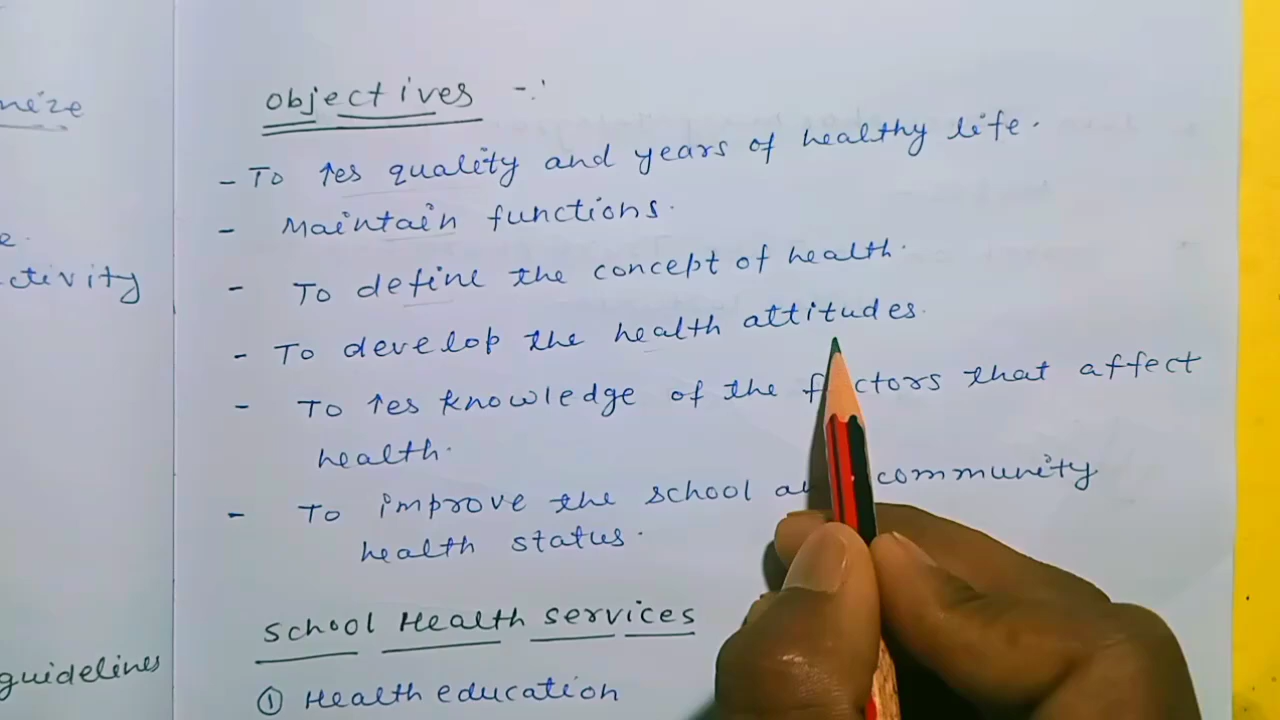 neize
e.
ctivity
guidelines
Objectives -:
- To ↑es quality and years of healthy life.
- Maintain functions.
- To define the concept of health.
- To develop the health attitudes.
- To ↑es knowledge of the factors that affect
health.
- To improve the school a community
health status.
School Health services
① Health education